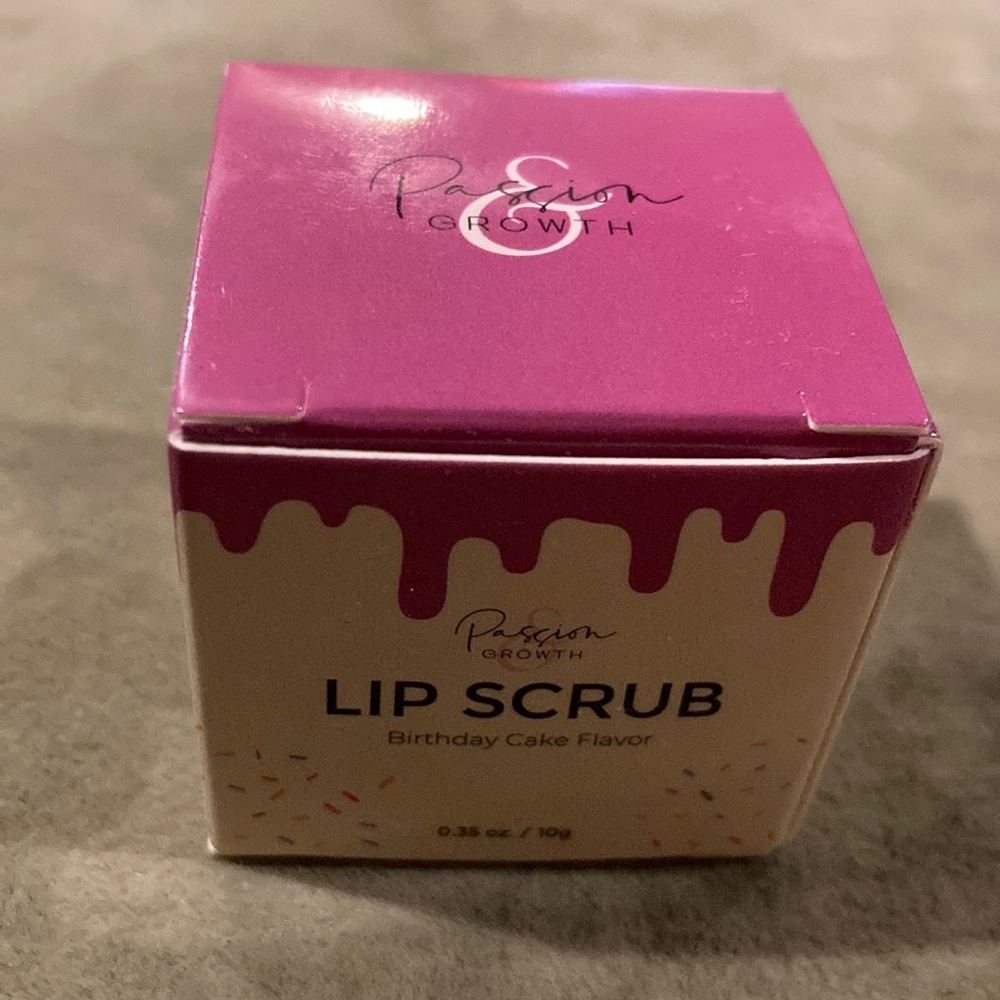 Passion
&
GROWTH
Passion
&
GROWTH
LIP SCRUB
Birthday Cake Flavor
0.35 oz. / 10g